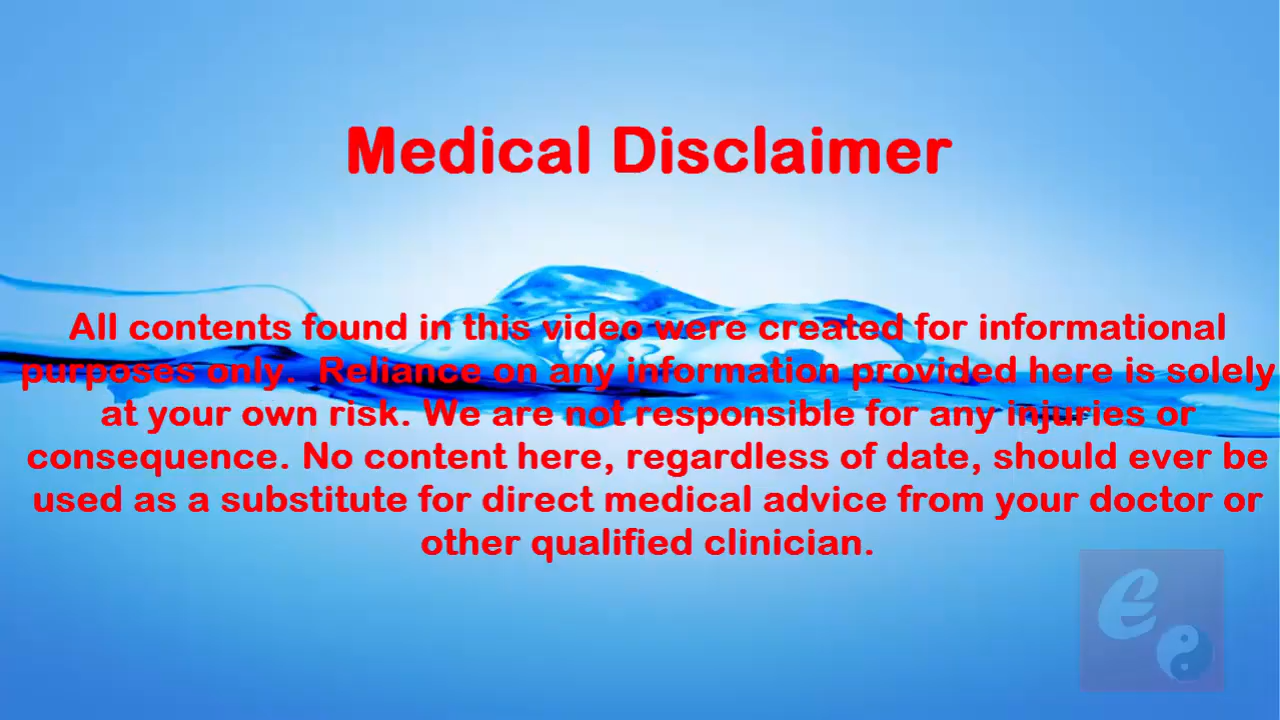 Medical Disclaimer
All contents found in this video were created for informational
purposes only.  Reliance on any information provided here is solely
at your own risk. We are not responsible for any injuries or
consequence. No content here, regardless of date, should ever be
used as a substitute for direct medical advice from your doctor or
other qualified clinician.
e